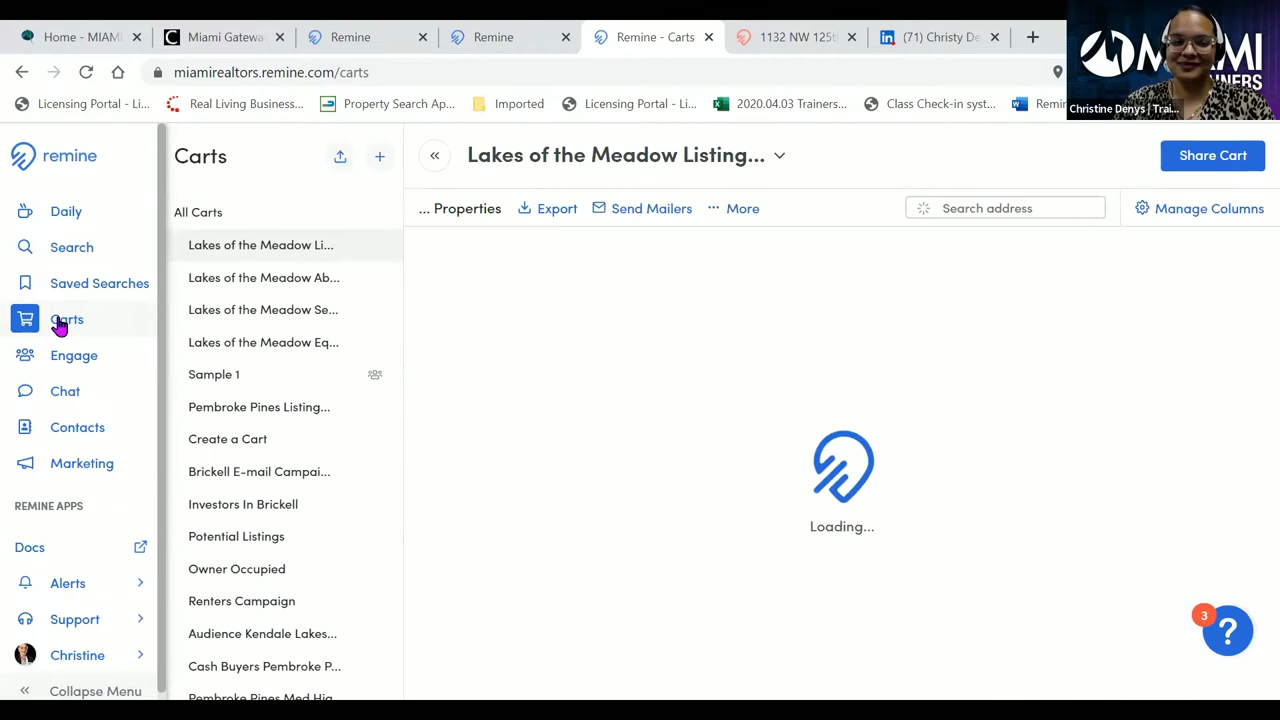 Home - MIAMI
Miami Gatewa
Remine
Remine
Remine - Carts
1132 NW 125t
(71) Christy De
miamirealtors.remine.com/carts
Licensing Portal - Li...
Real Living Business...
Property Search Ap...
Imported
Licensing Portal - Li...
2020.04.03 Trainers...
Class Check-in syst...
Remi
Christine Denys | Trai...
remine
Daily
Search
Saved Searches
Carts
Engage
Chat
Contacts
Marketing
REMINE APPS
Docs
Alerts
Support
Christine
Collapse Menu
Carts
All Carts
Lakes of the Meadow Li...
Lakes of the Meadow Ab...
Lakes of the Meadow Se...
Lakes of the Meadow Eq...
Sample 1
Pembroke Pines Listing...
Create a Cart
Brickell E-mail Campai...
Investors In Brickell
Potential Listings
Owner Occupied
Renters Campaign
Audience Kendale Lakes...
Cash Buyers Pembroke P...
Pembroke Pines Med Hig
Lakes of the Meadow Listing...
Share Cart
... Properties
Export
Send Mailers
More
Search address
Manage Columns
Loading...
3
?